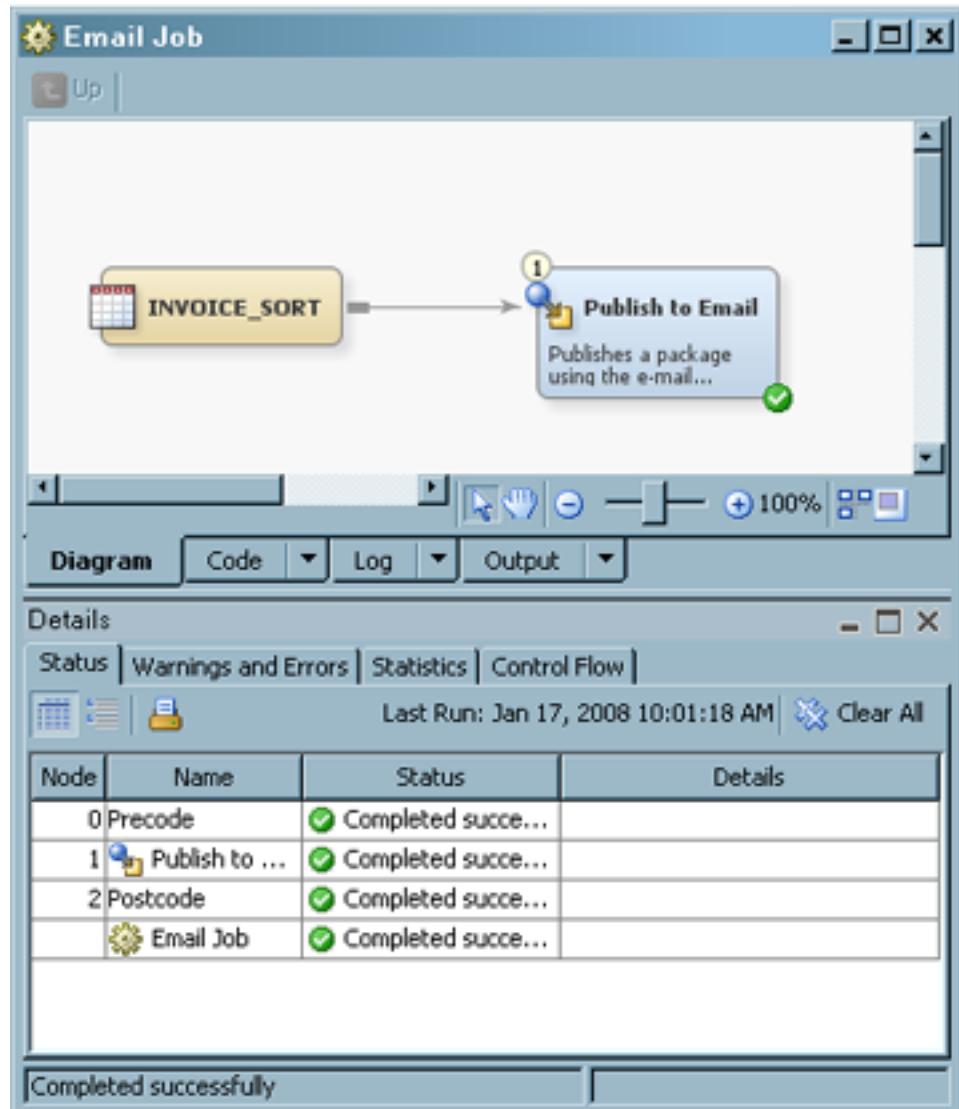 Email Job
Up
INVOICE_SORT
1
Publish to Email
Publishes a package
using the e-mail...
100%
Diagram Code Log Output
Details
Status Warnings and Errors Statistics Control Flow
Last Run: Jan 17, 2008 10:01:18 AM Clear All
Node Name Status Details
0 Precode Completed succe...
1 Publish to ... Completed succe...
2 Postcode Completed succe...
Email Job Completed succe...
Completed successfully